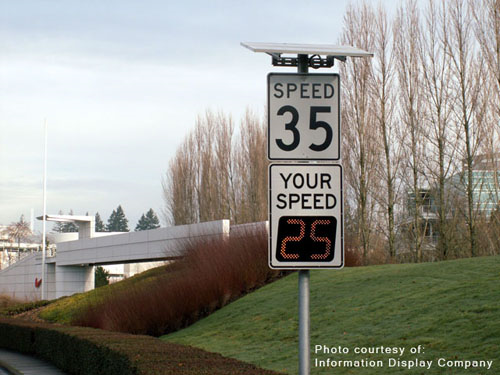 SPEED
35
YOUR
SPEED
25
Photo courtesy of:
Information Display Company